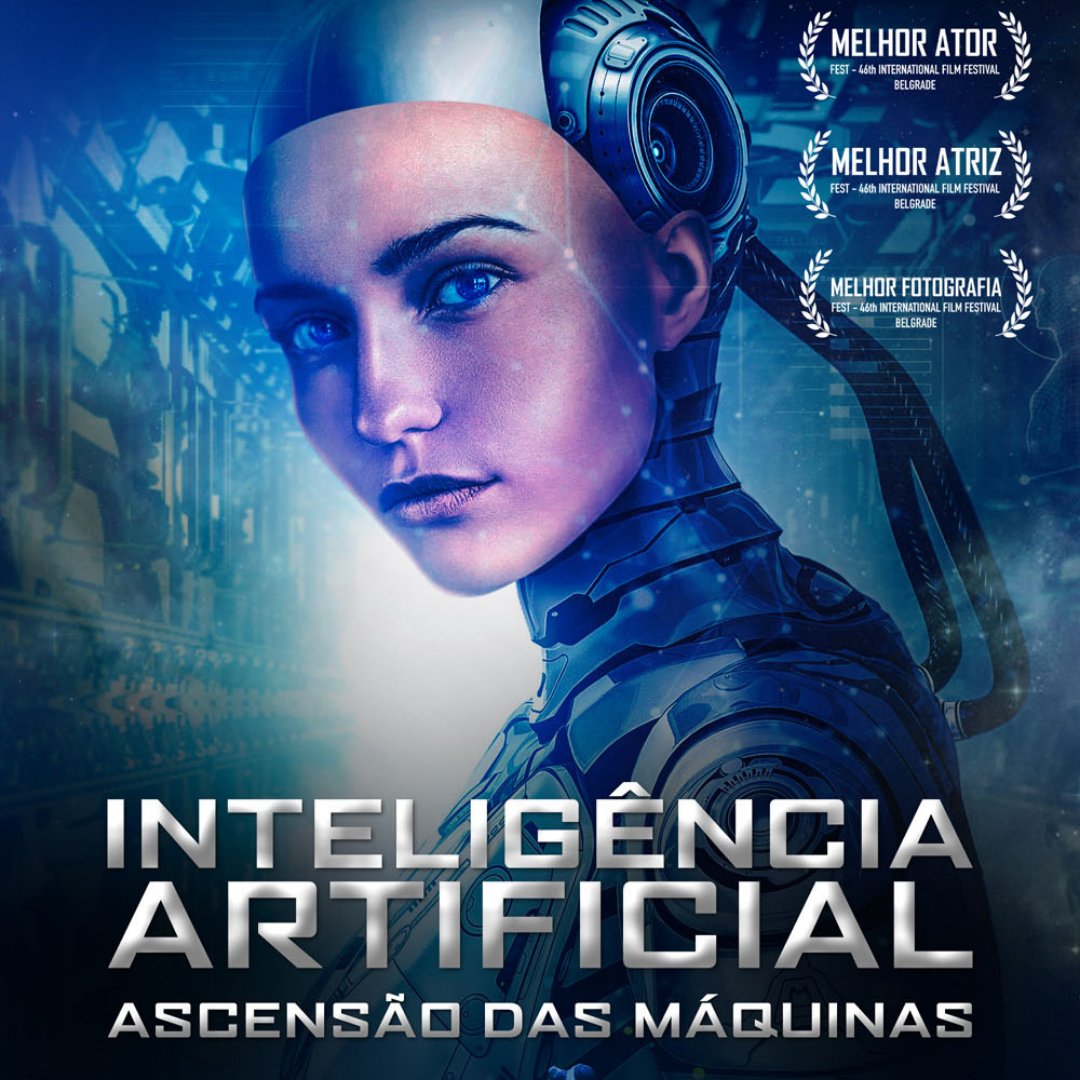 MELHOR ATOR
FEST - 46th INTERNATIONAL FILM FESTIVAL
BELGRADE
MELHOR ATRIZ
FEST - 46th INTERNATIONAL FILM FESTIVAL
BELGRADE
MELHOR FOTOGRAFIA
FEST - 46th INTERNATIONAL FILM FESTIVAL
BELGRADE
INTELIGÊNCIA
ARTIFICIAL
ASCENSÃO DAS MÁQUINAS